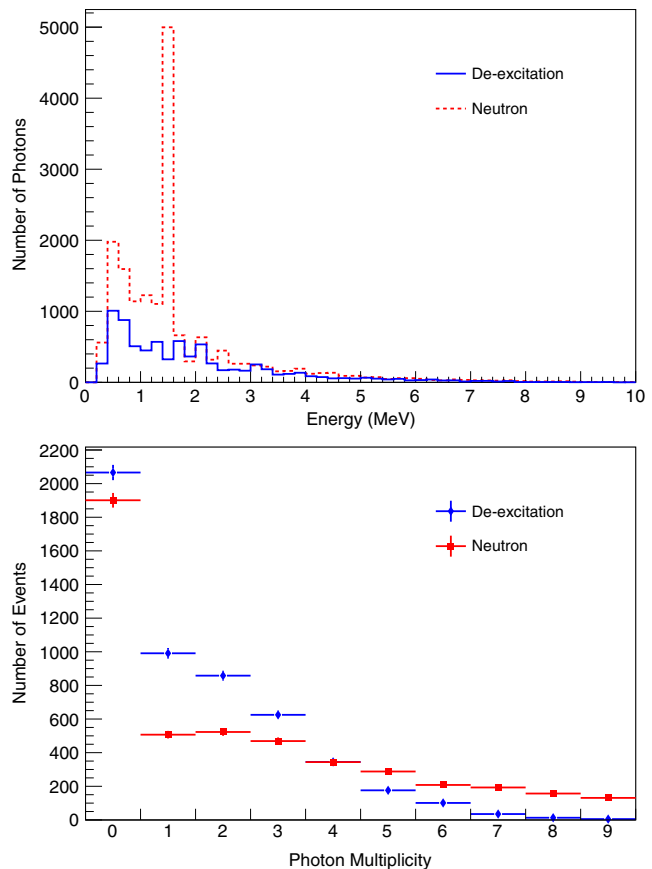 5000
4000
3000
2000
1000
0
Number of Photons
De-excitation
Neutron
0 1 2 3 4 5 6 7 8 9 10
Energy (MeV)
2200
2000
1800
1600
1400
1200
1000
800
600
400
200
0
Number of Events
De-excitation
Neutron
0 1 2 3 4 5 6 7 8 9
Photon Multiplicity